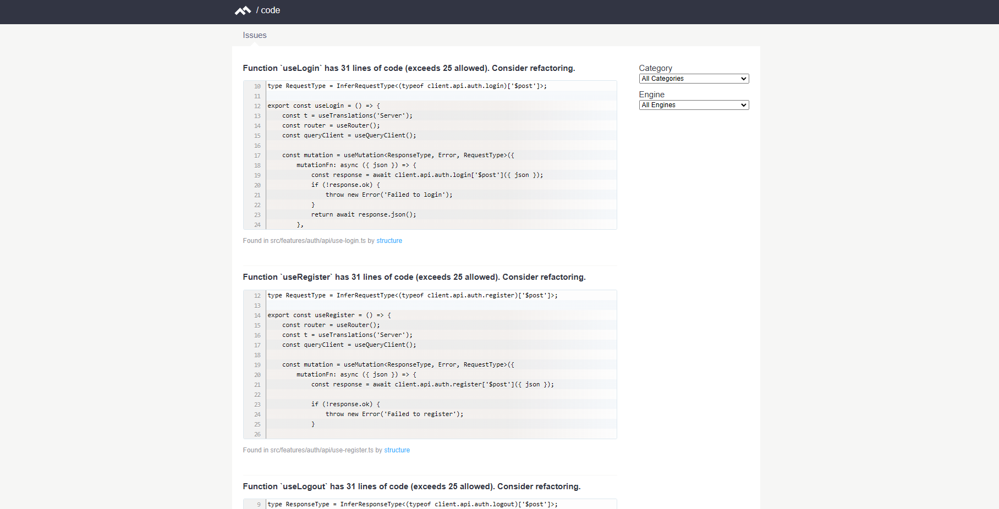 / code
Issues
Function `useLogin` has 31 lines of code (exceeds 25 allowed). Consider refactoring.
10 type RequestType = InferRequestType<(typeof client.api.auth.login)['$post']>;
11
12 export const useLogin = () => {
13     const t = useTranslations('Server');
14     const router = useRouter();
15     const queryClient = useQueryClient();
16
17     const mutation = useMutation<ResponseType, Error, RequestType>({
18         mutationFn: async ({ json }) => {
19             const response = await client.api.auth.login['$post']({ json });
20             if (!response.ok) {
21                 throw new Error('Failed to login');
22             }
23             return await response.json();
24         },
Found in src/features/auth/api/use-login.ts by structure
Function `useRegister` has 31 lines of code (exceeds 25 allowed). Consider refactoring.
12 type RequestType = InferRequestType<(typeof client.api.auth.register)['$post']>;
13
14 export const useRegister = () => {
15     const router = useRouter();
16     const t = useTranslations('Server');
17     const queryClient = useQueryClient();
18
19     const mutation = useMutation<ResponseType, Error, RequestType>({
20         mutationFn: async ({ json }) => {
21             const response = await client.api.auth.register['$post']({ json });
22
23             if (!response.ok) {
24                 throw new Error('Failed to register');
25             }
26
Found in src/features/auth/api/use-register.ts by structure
Function `useLogout` has 31 lines of code (exceeds 25 allowed). Consider refactoring.
9 type ResponseType = InferResponseType<(typeof client.api.auth.logout)['$post']>;
Category
All Categories
Engine
All Engines